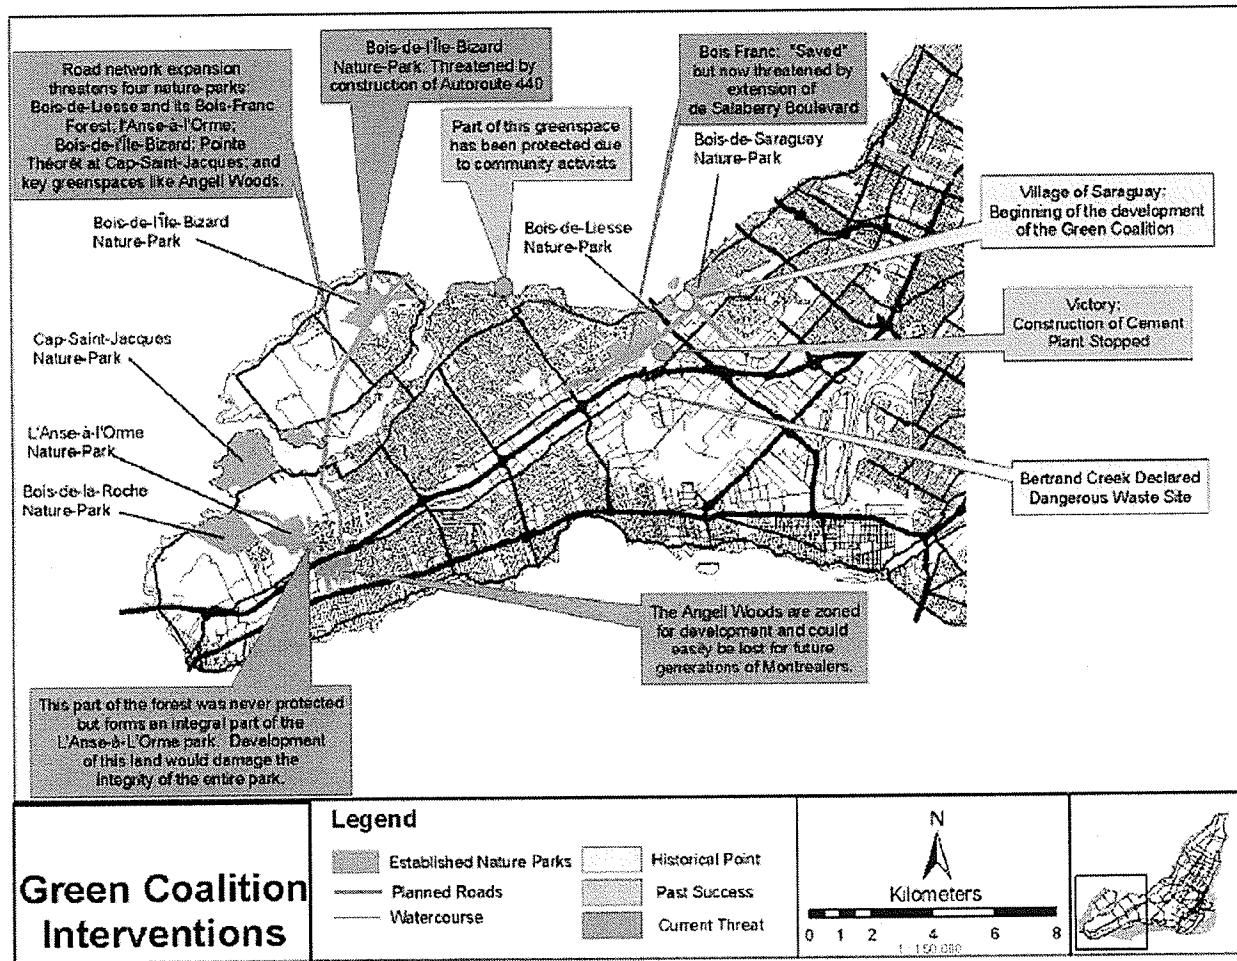 Road network expansion
threatens four nature-parks:
Bois-de-Liesse and its Bois-Franc
Forest; l'Anse-à-l'Orme;
Bois-de-l'Île-Bizard; Pointe
Théorêt at Cap-Saint-Jacques; and
key greenspaces like Angell Woods.
Bois-de-l'Île-Bizard
Nature-Park: Threatened by
construction of Autoroute 440
Part of this greenspace
has been protected due
to community activists
Bois Franc: "Saved"
but now threatened by
extension of
de Salaberry Boulevard
Bois-de-Saraguay
Nature-Park
Village of Saraguay:
Beginning of the development
of the Green Coalition
Bois-de-l'Île-Bizard
Nature-Park
Bois-de-Liesse
Nature-Park
Victory:
Construction of Cement
Plant Stopped
Cap-Saint-Jacques
Nature-Park
L'Anse-à-l'Orme
Nature-Park
Bois-de-la-Roche
Nature-Park
Bertrand Creek Declared
Dangerous Waste Site
The Angell Woods are zoned
for development and could
easily be lost for future
generations of Montrealers.
This part of the forest was never protected
but forms an integral part of the
L'Anse-à-L'Orme park. Development
of this land would damage the
integrity of the entire park.
Green Coalition
Interventions
Legend
Established Nature Parks
Planned Roads
Watercourse
Historical Point
Past Success
Current Threat
N
Kilometers
0 1 2 4 6 8
1:150,000